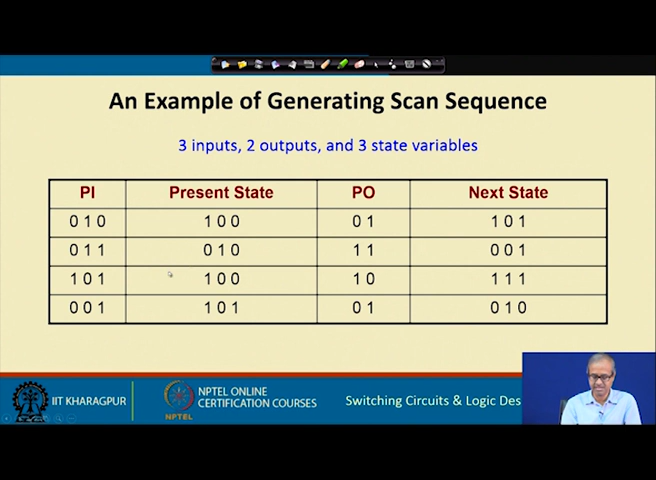 An Example of Generating Scan Sequence
3 inputs, 2 outputs, and 3 state variables
PI Present State PO Next State
0 1 0 1 0 0 0 1 1 0 1
0 1 1 0 1 0 1 1 0 0 1
1 0 1 1 0 0 1 0 1 1 1
0 0 1 1 0 1 0 1 0 1 0
IIT KHARAGPUR
NPTEL
NPTEL ONLINE
CERTIFICATION COURSES
Switching Circuits & Logic Des